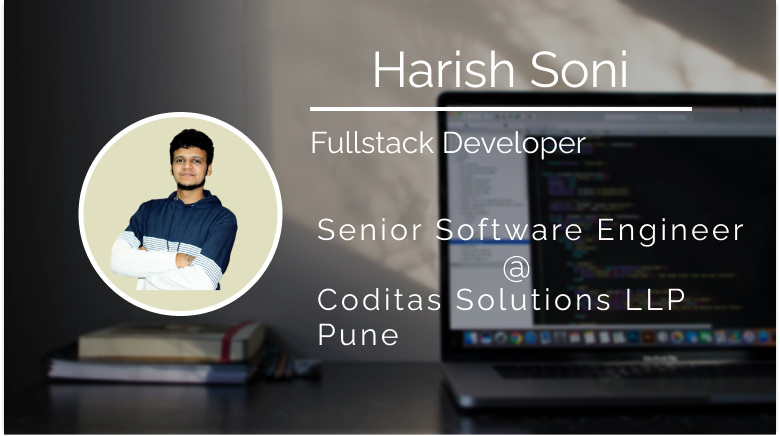 Harish Soni
Fullstack Developer
Senior Software Engineer
@
Coditas Solutions LLP
Pune